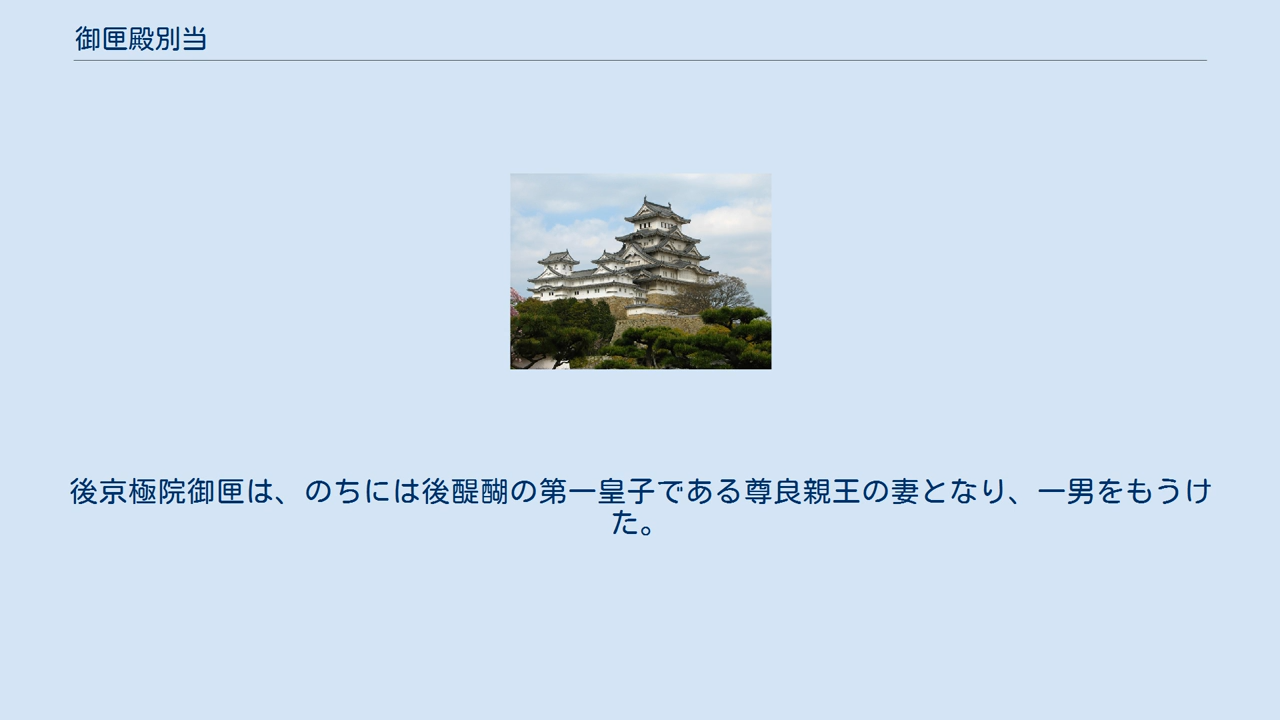 御匣殿別当
後京極院御匣は、のちには後醍醐の第一皇子である尊良親王の妻となり、一男をもうけ
た。